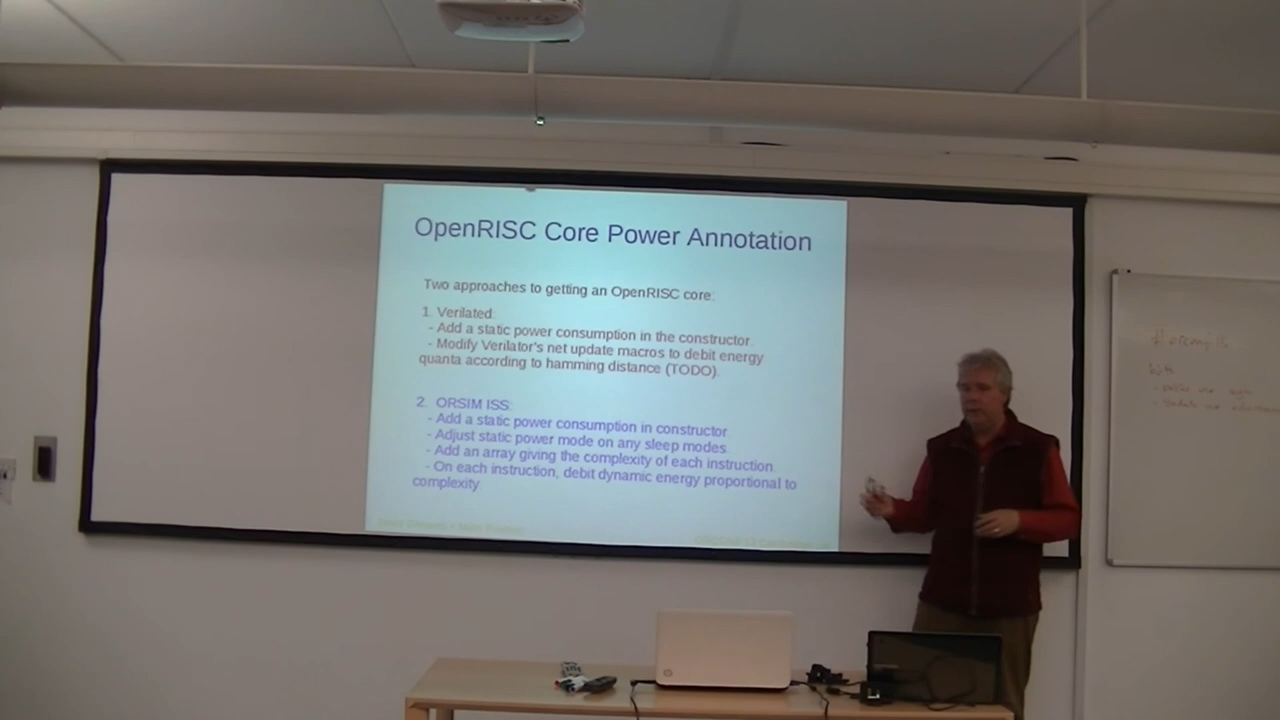 OpenRISC Core Power Annotation
Two approaches to getting an OpenRISC core:
1. Verilated:
- Add a static power consumption in the constructor.
- Modify Verilator's net update macros to debit energy
quanta according to hamming distance (TODO).
2. ORSIM ISS:
- Add a static power consumption in constructor.
- Adjust static power mode on any sleep modes.
- Add an array giving the complexity of each instruction.
- On each instruction, debit dynamic energy proportional to
complexity